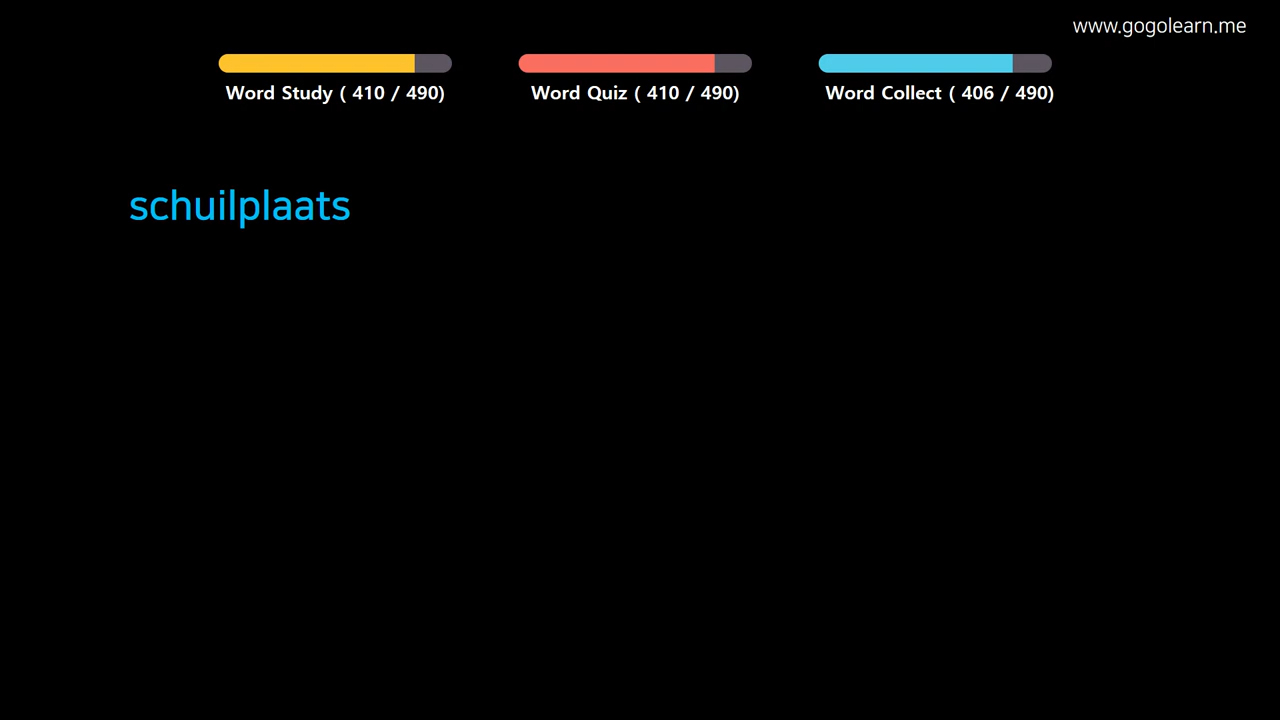 www.gogolearn.me
Word Study ( 410 / 490)
Word Quiz ( 410 / 490)
Word Collect ( 406 / 490)
schuilplaats